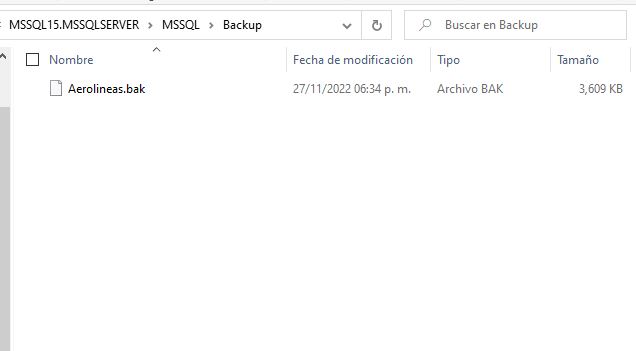 MSSQL15.MSSQLSERVER > MSSQL > Backup
Buscar en Backup
Nombre Fecha de modificación Tipo Tamaño
Aerolineas.bak 27/11/2022 06:34 p. m. Archivo BAK 3,609 KB